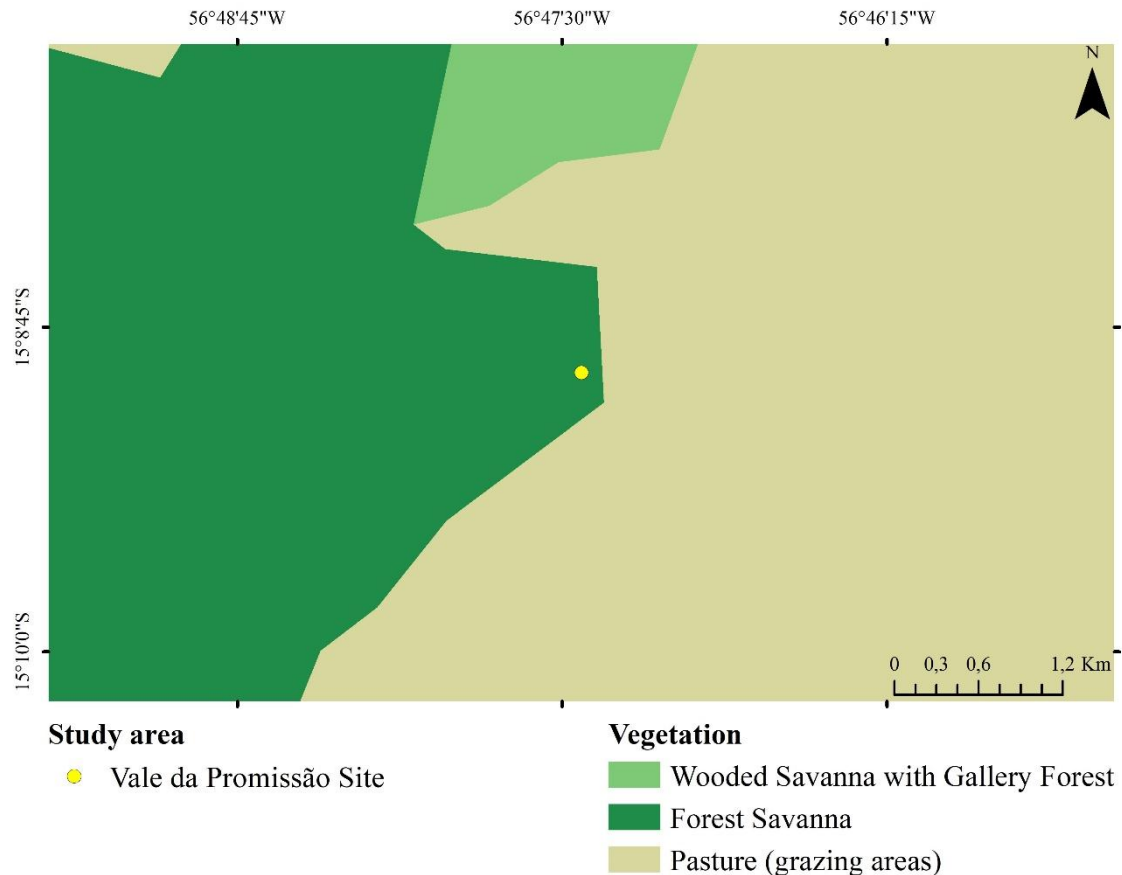 56°48'45"W 56°47'30"W 56°46'15"W
N
15°8'45"S
15°10'0"S
0 0,3 0,6 1,2 Km
Study area
Vale da Promissão Site
Vegetation
Wooded Savanna with Gallery Forest
Forest Savanna
Pasture (grazing areas)